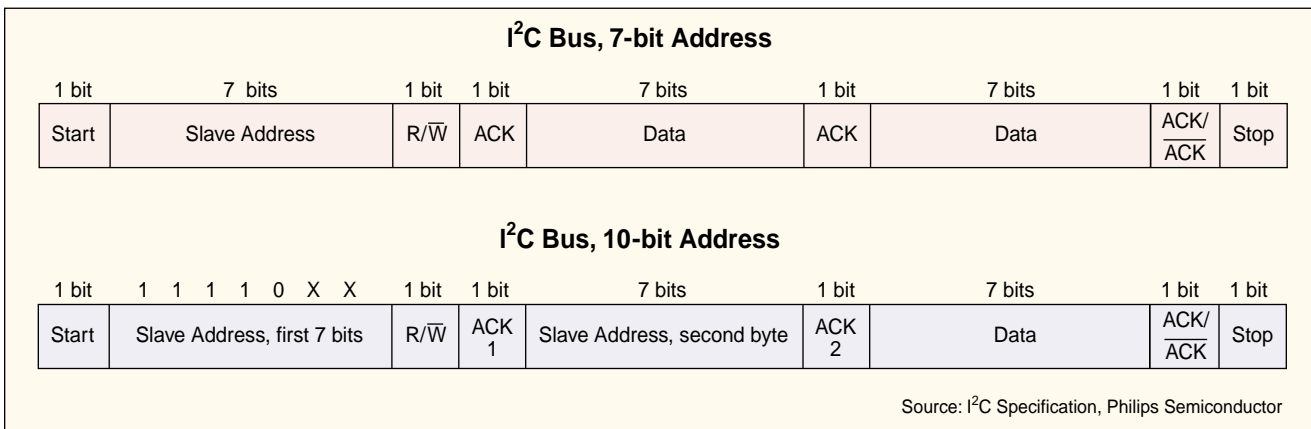 I²C Bus, 7-bit Address
1 bit 7 bits 1 bit 1 bit 7 bits 1 bit 7 bits 1 bit 1 bit
Start Slave Address R/W̅ ACK Data ACK Data ACK/ A̅C̅K̅ Stop
I²C Bus, 10-bit Address
1 bit 1 1 1 1 0 X X 1 bit 1 bit 7 bits 1 bit 7 bits 1 bit 1 bit
Start Slave Address, first 7 bits R/W̅ ACK 1 Slave Address, second byte ACK 2 Data ACK/ A̅C̅K̅ Stop
Source: I²C Specification, Philips Semiconductor